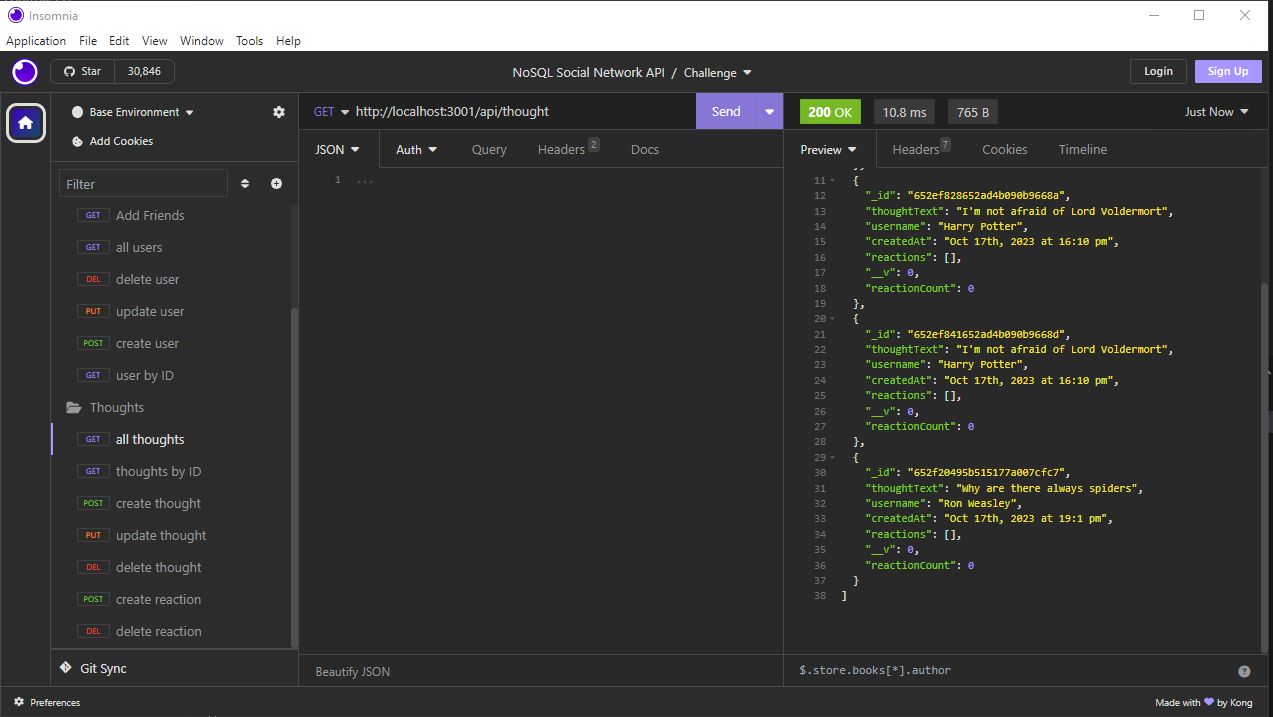 Insomnia
Application File Edit View Window Tools Help
Star 30,846
NoSQL Social Network API / Challenge
Login Sign Up
Base Environment
Add Cookies
Filter
GET Add Friends
GET all users
DEL delete user
PUT update user
POST create user
GET user by ID
Thoughts
GET all thoughts
GET thoughts by ID
POST create thought
PUT update thought
DEL delete thought
POST create reaction
DEL delete reaction
Git Sync
GET http://localhost:3001/api/thought Send
JSON Auth Query Headers 2 Docs
1 ...
Beautify JSON
200 OK 10.8 ms 765 B Just Now
Preview Headers 7 Cookies Timeline
11 {
12 "_id": "652ef828652ad4b090b9668a",
13 "thoughtText": "I'm not afraid of Lord Voldermort",
14 "username": "Harry Potter",
15 "createdAt": "Oct 17th, 2023 at 16:10 pm",
16 "reactions": [],
17 "__v": 0,
18 "reactionCount": 0
19 },
20 {
21 "_id": "652ef841652ad4b090b9668d",
22 "thoughtText": "I'm not afraid of Lord Voldermort",
23 "username": "Harry Potter",
24 "createdAt": "Oct 17th, 2023 at 16:10 pm",
25 "reactions": [],
26 "__v": 0,
27 "reactionCount": 0
28 },
29 {
30 "_id": "652f20495b515177a007cfc7",
31 "thoughtText": "Why are there always spiders",
32 "username": "Ron Weasley",
33 "createdAt": "Oct 17th, 2023 at 19:1 pm",
34 "reactions": [],
35 "__v": 0,
36 "reactionCount": 0
37 }
38 ]
$.store.books[*].author
Preferences
Made with 💜 by Kong